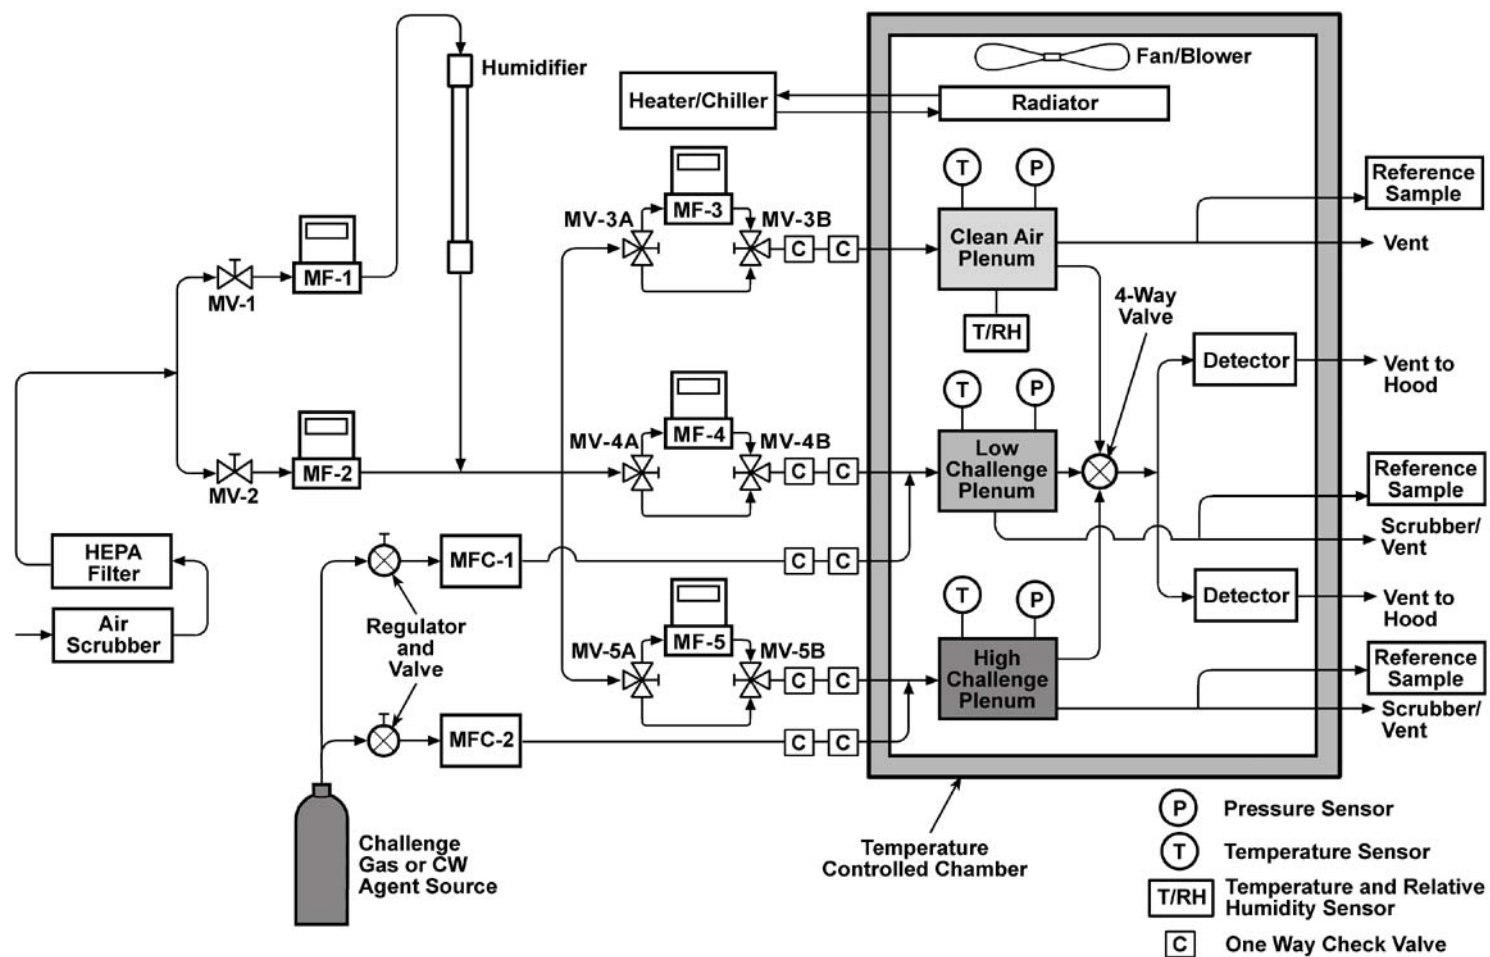 Humidifier
Heater/Chiller
Fan/Blower
Radiator
MV-1
MF-1
MV-2
MF-2
HEPA
Filter
Air
Scrubber
Regulator
and
Valve
MFC-1
MFC-2
Challenge
Gas or CW
Agent Source
MV-3A
MF-3
MV-3B
C
C
MV-4A
MF-4
MV-4B
C
C
C
C
MV-5A
MF-5
MV-5B
C
C
C
C
T
P
Clean Air
Plenum
T/RH
4-Way
Valve
T
P
Low
Challenge
Plenum
T
P
High
Challenge
Plenum
Reference
Sample
Vent
Detector
Vent to
Hood
Reference
Sample
Scrubber/
Vent
Detector
Vent to
Hood
Reference
Sample
Scrubber/
Vent
Temperature
Controlled Chamber
P Pressure Sensor
T Temperature Sensor
T/RH Temperature and Relative
Humidity Sensor
C One Way Check Valve